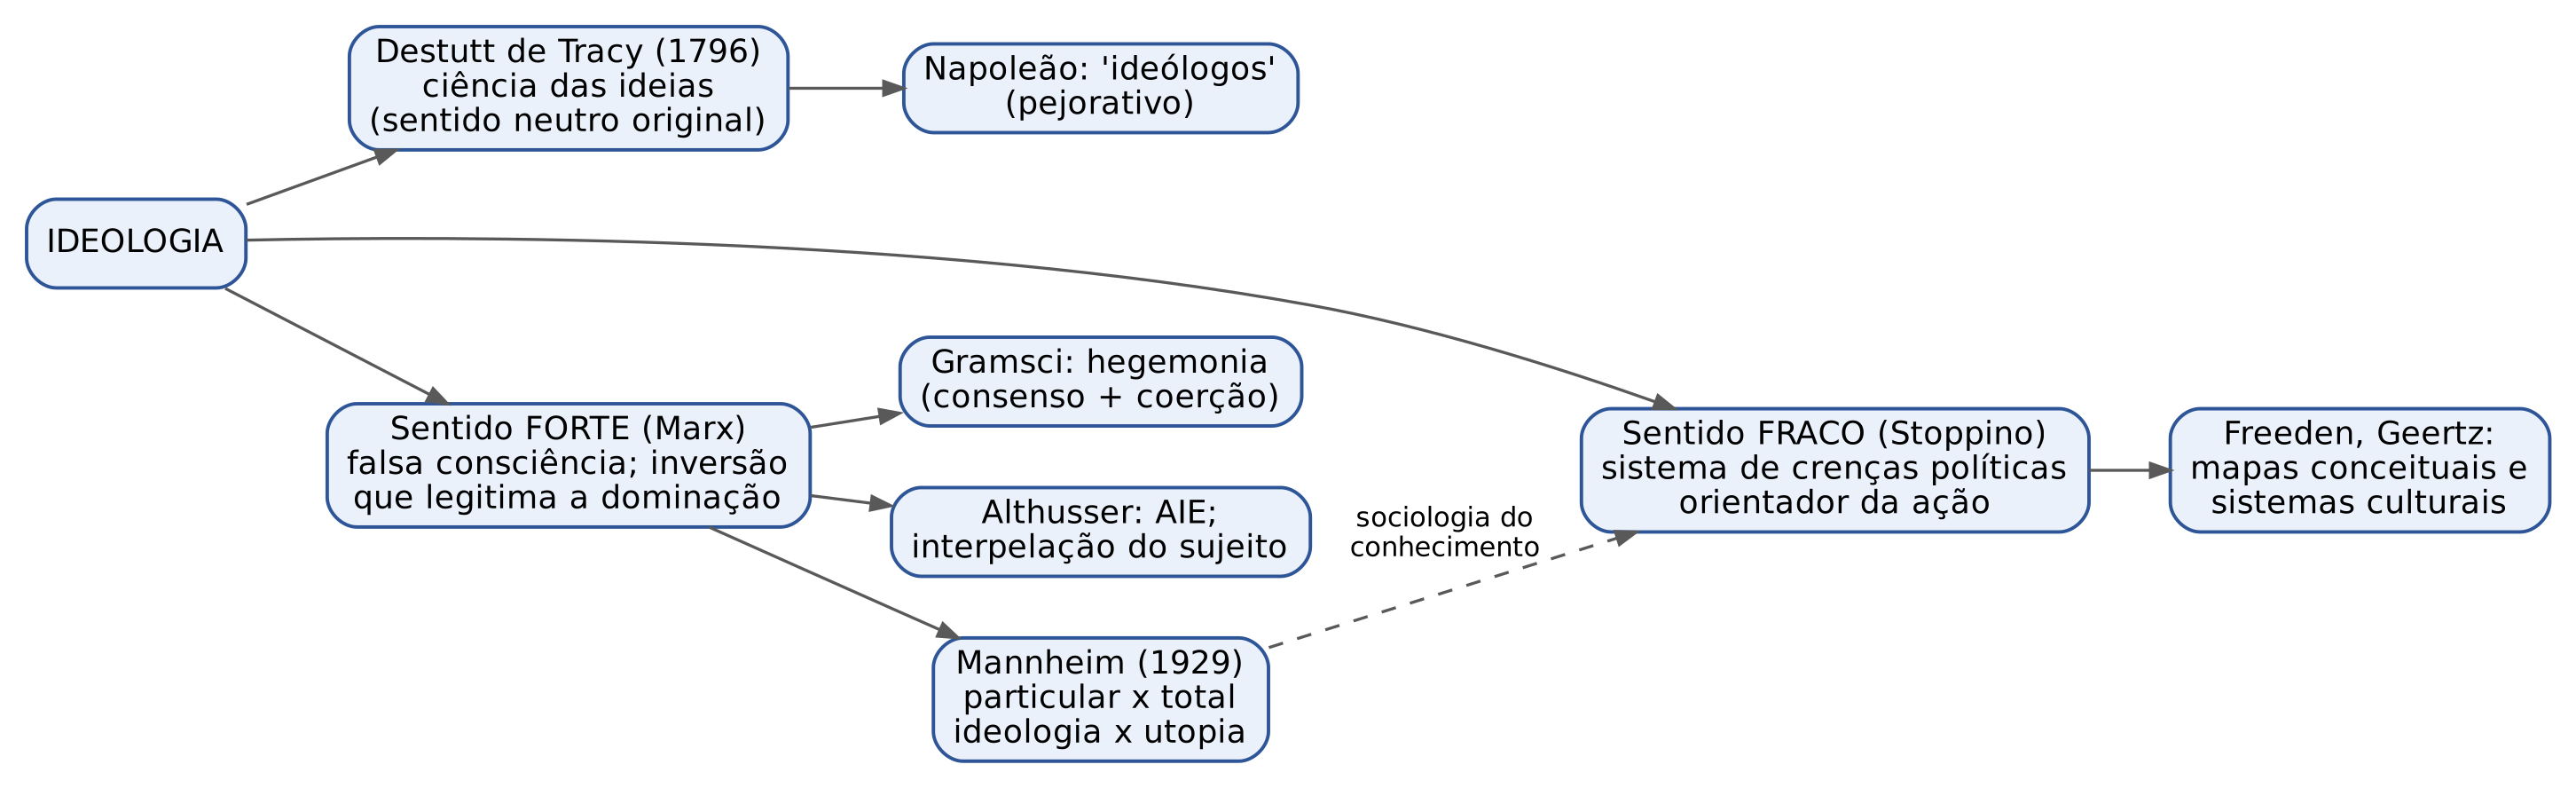 Destutt de Tracy (1796)
ciência das ideias
(sentido neutro original)
Napoleão: 'ideólogos'
(pejorativo)
IDEOLOGIA
Gramsci: hegemonia
(consenso + coerção)
Sentido FORTE (Marx)
falsa consciência; inversão
que legitima a dominação
Althusser: AIE;
interpelação do sujeito
sociologia do
conhecimento
Sentido FRACO (Stoppino)
sistema de crenças políticas
orientador da ação
Freeden, Geertz:
mapas conceituais e
sistemas culturais
Mannheim (1929)
particular x total
ideologia x utopia